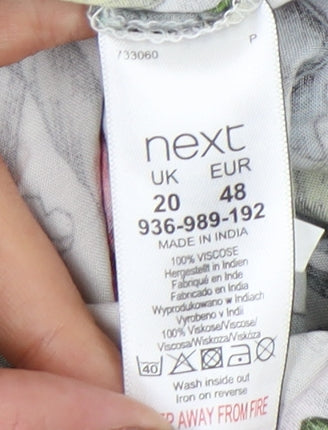 733060 P
next
UK EUR
20 48
936-989-192
MADE IN INDIA
100% VISCOSE
Hergestellt in Indien
Fabriqué en Inde
Fabricado en India
Wyprodukowano w Indiach
Vyrobeno v Indii
100% Viskose/Viscose/
Viscosa/Wiskoza/Viskóza
40
Wash inside out
Iron on reverse
AWAY FROM FIRE